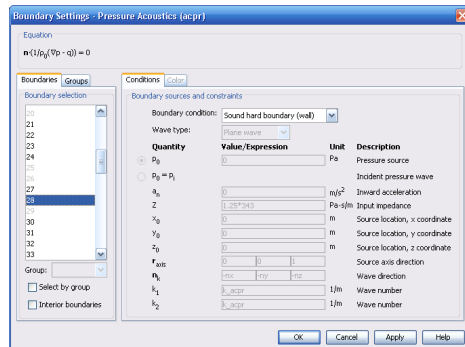 Boundary Settings - Pressure Acoustics (acpr)
Equation
n·(1/ρ₀(∇p - q)) = 0
Boundaries Groups
Boundary selection
20
21
22
23
24
25
26
27
28
29
30
31
32
33
Group:
Select by group
Interior boundaries
Conditions Color
Boundary sources and constraints
Boundary condition: Sound hard boundary (wall)
Wave type: Plane wave
Quantity Value/Expression Unit Description
p₀ 0 Pa Pressure source
p₀ = pᵢ Incident pressure wave
aₙ 0 m/s² Inward acceleration
Z 1.25*343 Pa·s/m Input impedance
x₀ 0 m Source location, x coordinate
y₀ 0 m Source location, y coordinate
z₀ 0 m Source location, z coordinate
r_axis 0 0 1 Source axis direction
n_k -nx -ny -nz Wave direction
k₁ k_acpr 1/m Wave number
k₂ k_acpr 1/m Wave number
OK Cancel Apply Help